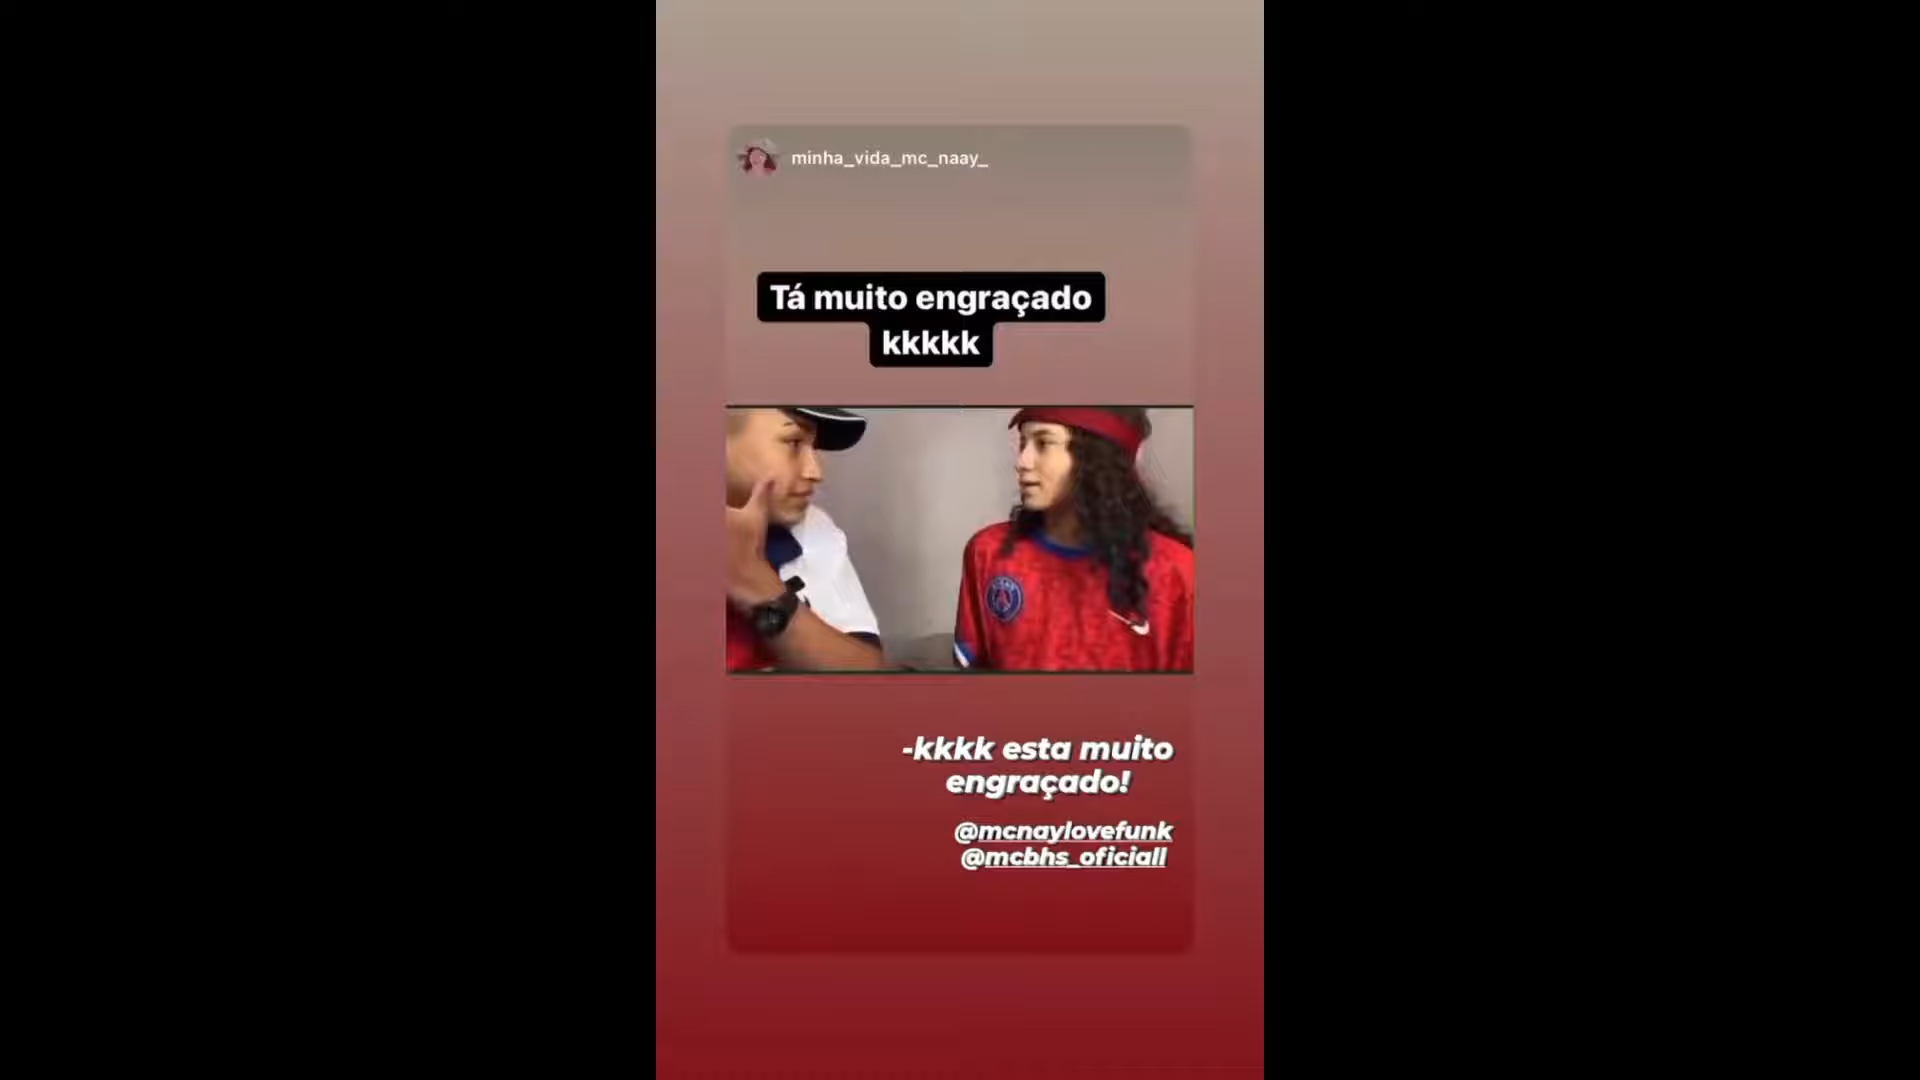 minha_vida_mc_naay_
Tá muito engraçado
kkkkk
-kkkk esta muito
engraçado!
@mcnaylovefunk
@mcbhs_oficiall